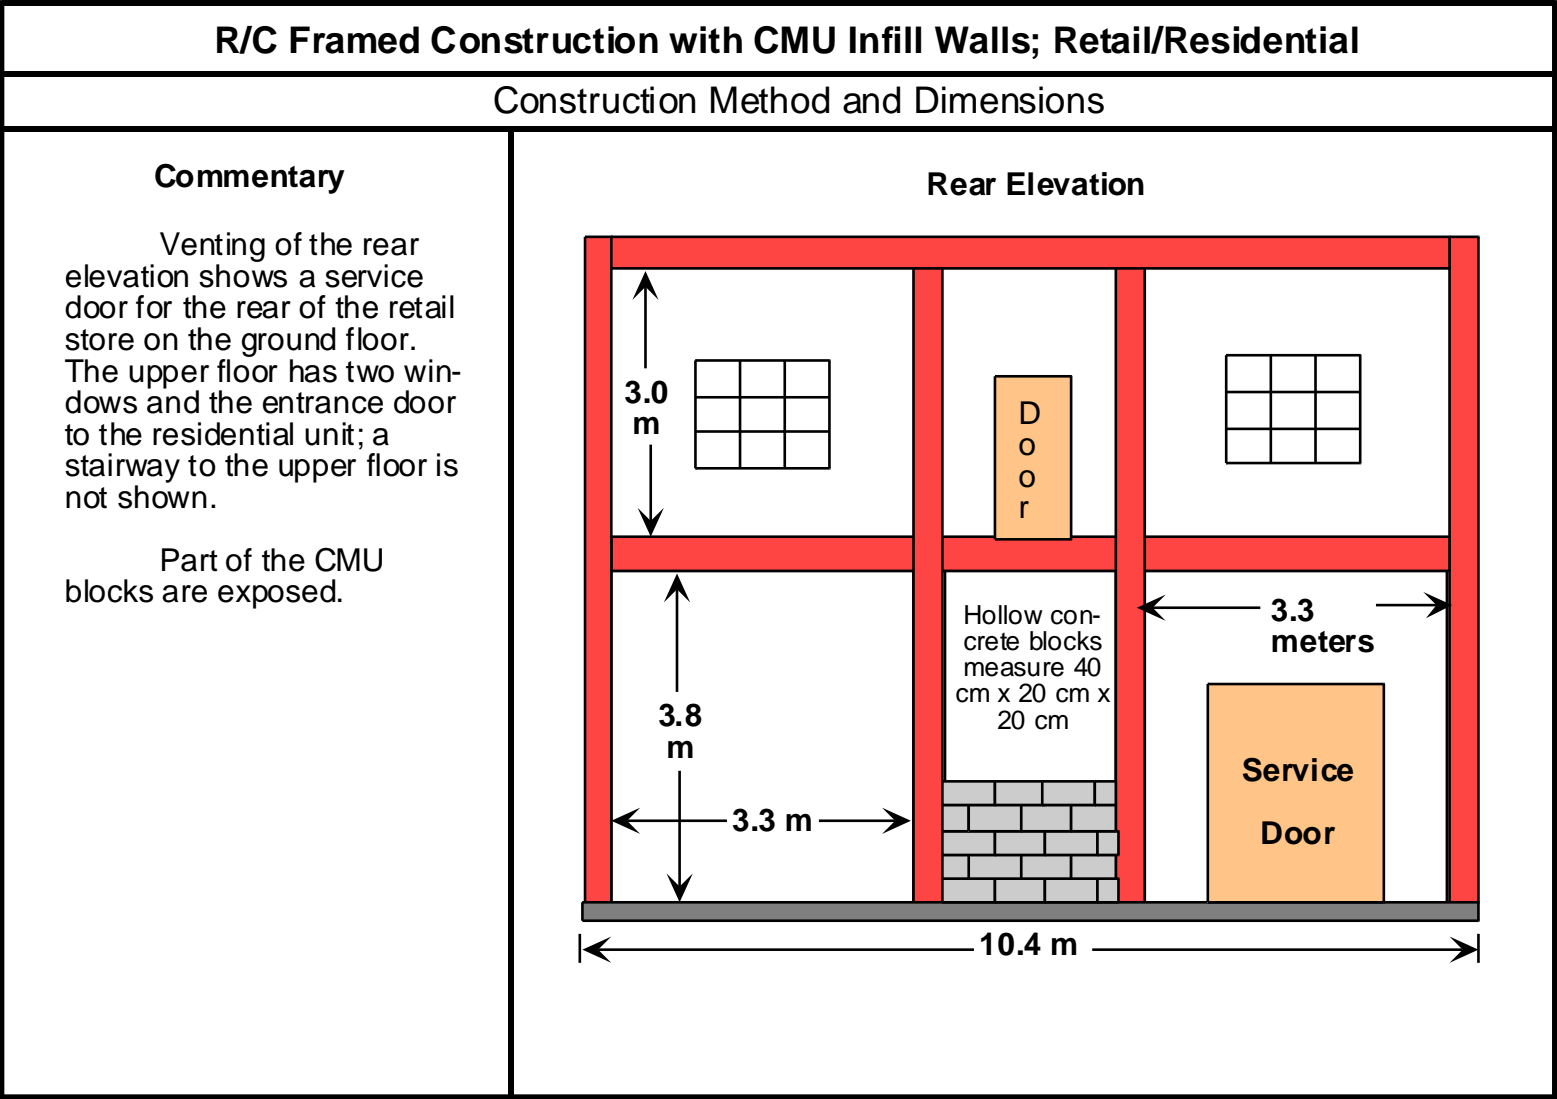 R/C Framed Construction with CMU Infill Walls; Retail/Residential
Construction Method and Dimensions
Commentary
Venting of the rear
elevation shows a service
door for the rear of the retail
store on the ground floor.
The upper floor has two win-
dows and the entrance door
to the residential unit; a
stairway to the upper floor is
not shown.
Part of the CMU
blocks are exposed.
Rear Elevation
3.0
m
D
o
o
r
Hollow con-
crete blocks
measure 40
cm x 20 cm x
20 cm
3.3
meters
3.8
m
3.3 m
Service
Door
10.4 m